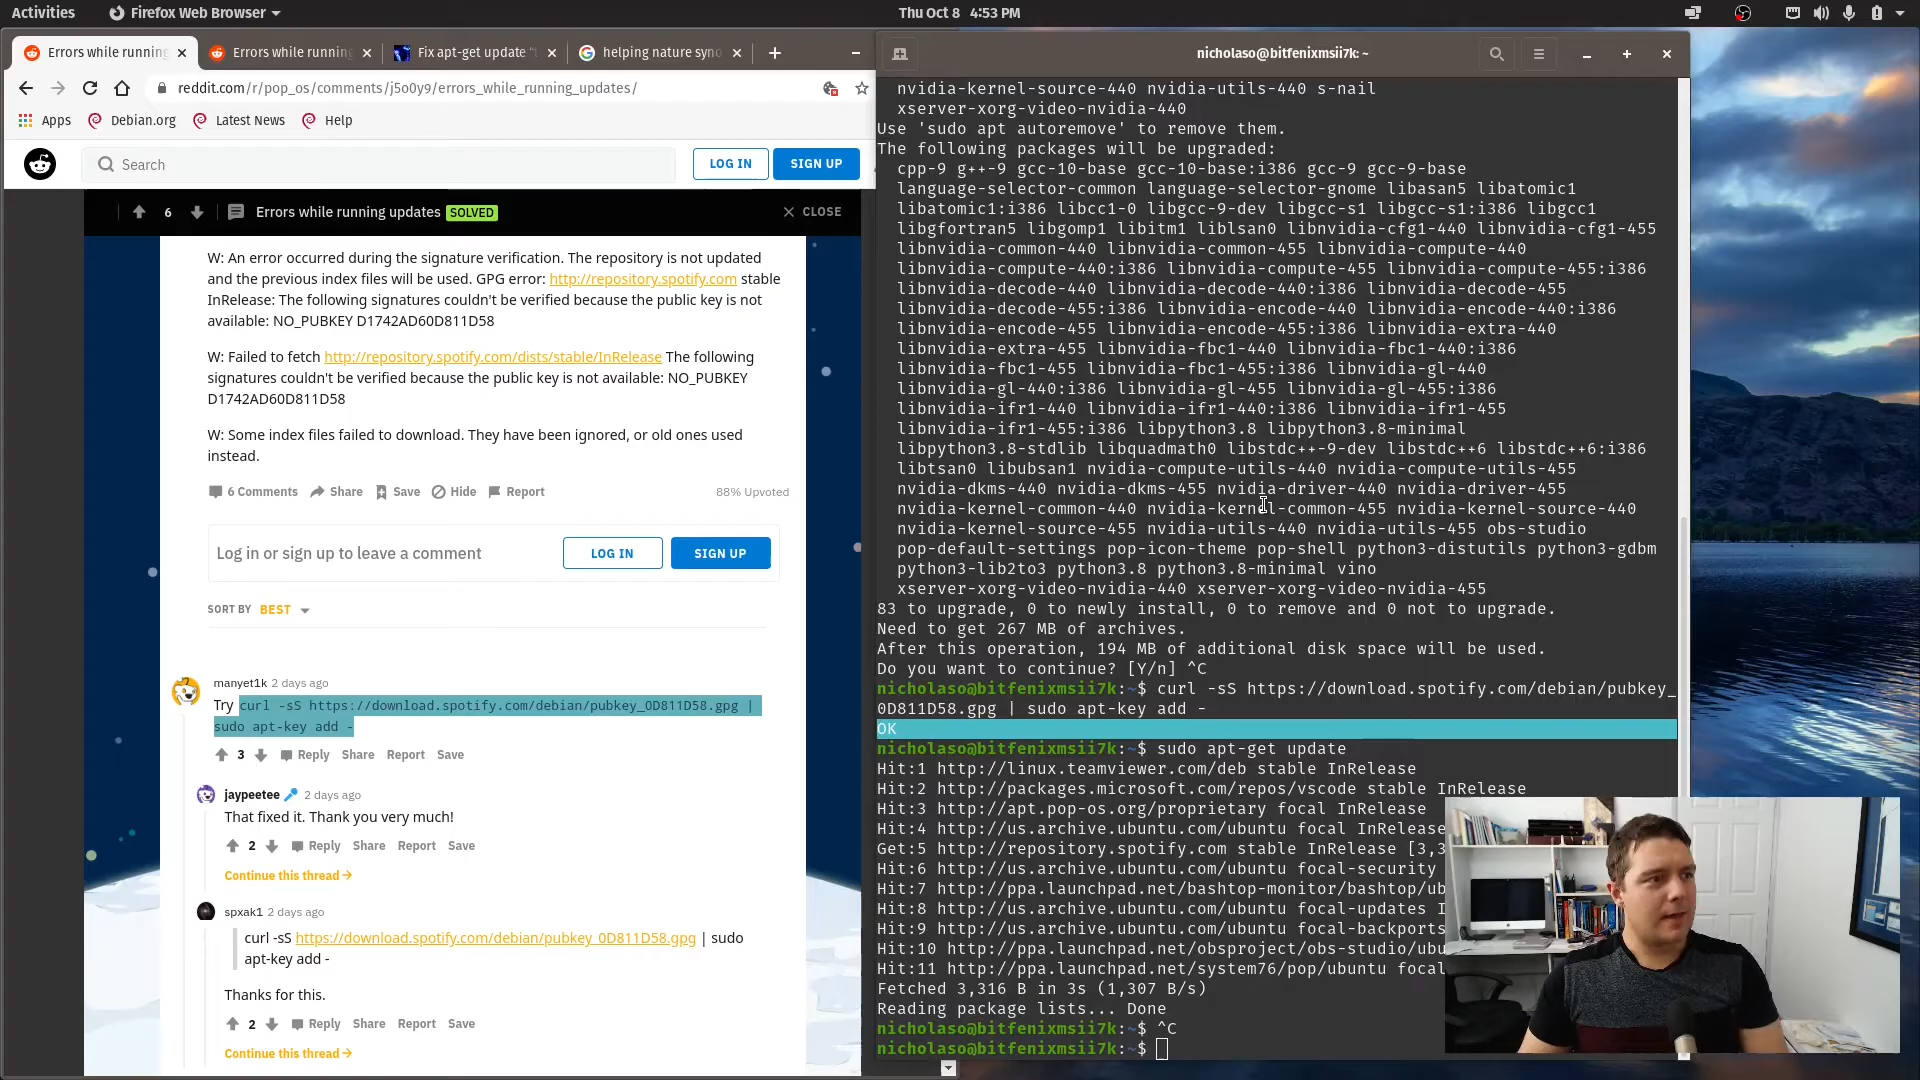 Activities
Firefox Web Browser
Thu Oct 8 4:53 PM
Errors while running
Errors while running
Fix apt-get update "t
helping nature syno
reddit.com/r/pop_os/comments/j5o0y9/errors_while_running_updates/
Apps
Debian.org
Latest News
Help
Search
LOG IN
SIGN UP
6
Errors while running updates SOLVED
CLOSE
W: An error occurred during the signature verification. The repository is not updated
and the previous index files will be used. GPG error: http://repository.spotify.com stable
InRelease: The following signatures couldn't be verified because the public key is not
available: NO_PUBKEY D1742AD60D811D58
W: Failed to fetch http://repository.spotify.com/dists/stable/InRelease The following
signatures couldn't be verified because the public key is not available: NO_PUBKEY
D1742AD60D811D58
W: Some index files failed to download. They have been ignored, or old ones used
instead.
6 Comments Share Save Hide Report
88% Upvoted
Log in or sign up to leave a comment
LOG IN
SIGN UP
SORT BY BEST
manyet1k 2 days ago
Try curl -sS https://download.spotify.com/debian/pubkey_0D811D58.gpg |
sudo apt-key add -
3 Reply Share Report Save
jaypeetee 2 days ago
That fixed it. Thank you very much!
2 Reply Share Report Save
Continue this thread
spxak1 2 days ago
curl -sS https://download.spotify.com/debian/pubkey_0D811D58.gpg | sudo
apt-key add -
Thanks for this.
2 Reply Share Report Save
Continue this thread
nicholaso@bitfenixmsii7k: ~
nvidia-kernel-source-440 nvidia-utils-440 s-nail
xserver-xorg-video-nvidia-440
Use 'sudo apt autoremove' to remove them.
The following packages will be upgraded:
cpp-9 g++-9 gcc-10-base gcc-10-base:i386 gcc-9 gcc-9-base
language-selector-common language-selector-gnome libasan5 libatomic1
libatomic1:i386 libcc1-0 libgcc-9-dev libgcc-s1 libgcc-s1:i386 libgcc1
libgfortran5 libgomp1 libitm1 liblsan0 libnvidia-cfg1-440 libnvidia-cfg1-455
libnvidia-common-440 libnvidia-common-455 libnvidia-compute-440
libnvidia-compute-440:i386 libnvidia-compute-455 libnvidia-compute-455:i386
libnvidia-decode-440 libnvidia-decode-440:i386 libnvidia-decode-455
libnvidia-decode-455:i386 libnvidia-encode-440 libnvidia-encode-440:i386
libnvidia-encode-455 libnvidia-encode-455:i386 libnvidia-extra-440
libnvidia-extra-455 libnvidia-fbc1-440 libnvidia-fbc1-440:i386
libnvidia-fbc1-455 libnvidia-fbc1-455:i386 libnvidia-gl-440
libnvidia-gl-440:i386 libnvidia-gl-455 libnvidia-gl-455:i386
libnvidia-ifr1-440 libnvidia-ifr1-440:i386 libnvidia-ifr1-455
libnvidia-ifr1-455:i386 libpython3.8 libpython3.8-minimal
libpython3.8-stdlib libquadmath0 libstdc++-9-dev libstdc++6 libstdc++6:i386
libtsan0 libubsan1 nvidia-compute-utils-440 nvidia-compute-utils-455
nvidia-dkms-440 nvidia-dkms-455 nvidia-driver-440 nvidia-driver-455
nvidia-kernel-common-440 nvidia-kernel-common-455 nvidia-kernel-source-440
nvidia-kernel-source-455 nvidia-utils-440 nvidia-utils-455 obs-studio
pop-default-settings pop-icon-theme pop-shell python3-distutils python3-gdbm
python3-lib2to3 python3.8 python3.8-minimal vino
xserver-xorg-video-nvidia-440 xserver-xorg-video-nvidia-455
83 to upgrade, 0 to newly install, 0 to remove and 0 not to upgrade.
Need to get 267 MB of archives.
After this operation, 194 MB of additional disk space will be used.
Do you want to continue? [Y/n] ^C
nicholaso@bitfenixmsii7k:~$ curl -sS https://download.spotify.com/debian/pubkey_
0D811D58.gpg | sudo apt-key add -
OK
nicholaso@bitfenixmsii7k:~$ sudo apt-get update
Hit:1 http://linux.teamviewer.com/deb stable InRelease
Hit:2 http://packages.microsoft.com/repos/vscode stable InRelease
Hit:3 http://apt.pop-os.org/proprietary focal InRelease
Hit:4 http://us.archive.ubuntu.com/ubuntu focal InRelease
Get:5 http://repository.spotify.com stable InRelease [3,3
Hit:6 http://us.archive.ubuntu.com/ubuntu focal-security
Hit:7 http://ppa.launchpad.net/bashtop-monitor/bashtop/ub
Hit:8 http://us.archive.ubuntu.com/ubuntu focal-updates I
Hit:9 http://us.archive.ubuntu.com/ubuntu focal-backports
Hit:10 http://ppa.launchpad.net/obsproject/obs-studio/ubu
Hit:11 http://ppa.launchpad.net/system76/pop/ubuntu focal
Fetched 3,316 B in 3s (1,307 B/s)
Reading package lists... Done
nicholaso@bitfenixmsii7k:~$ ^C
nicholaso@bitfenixmsii7k:~$